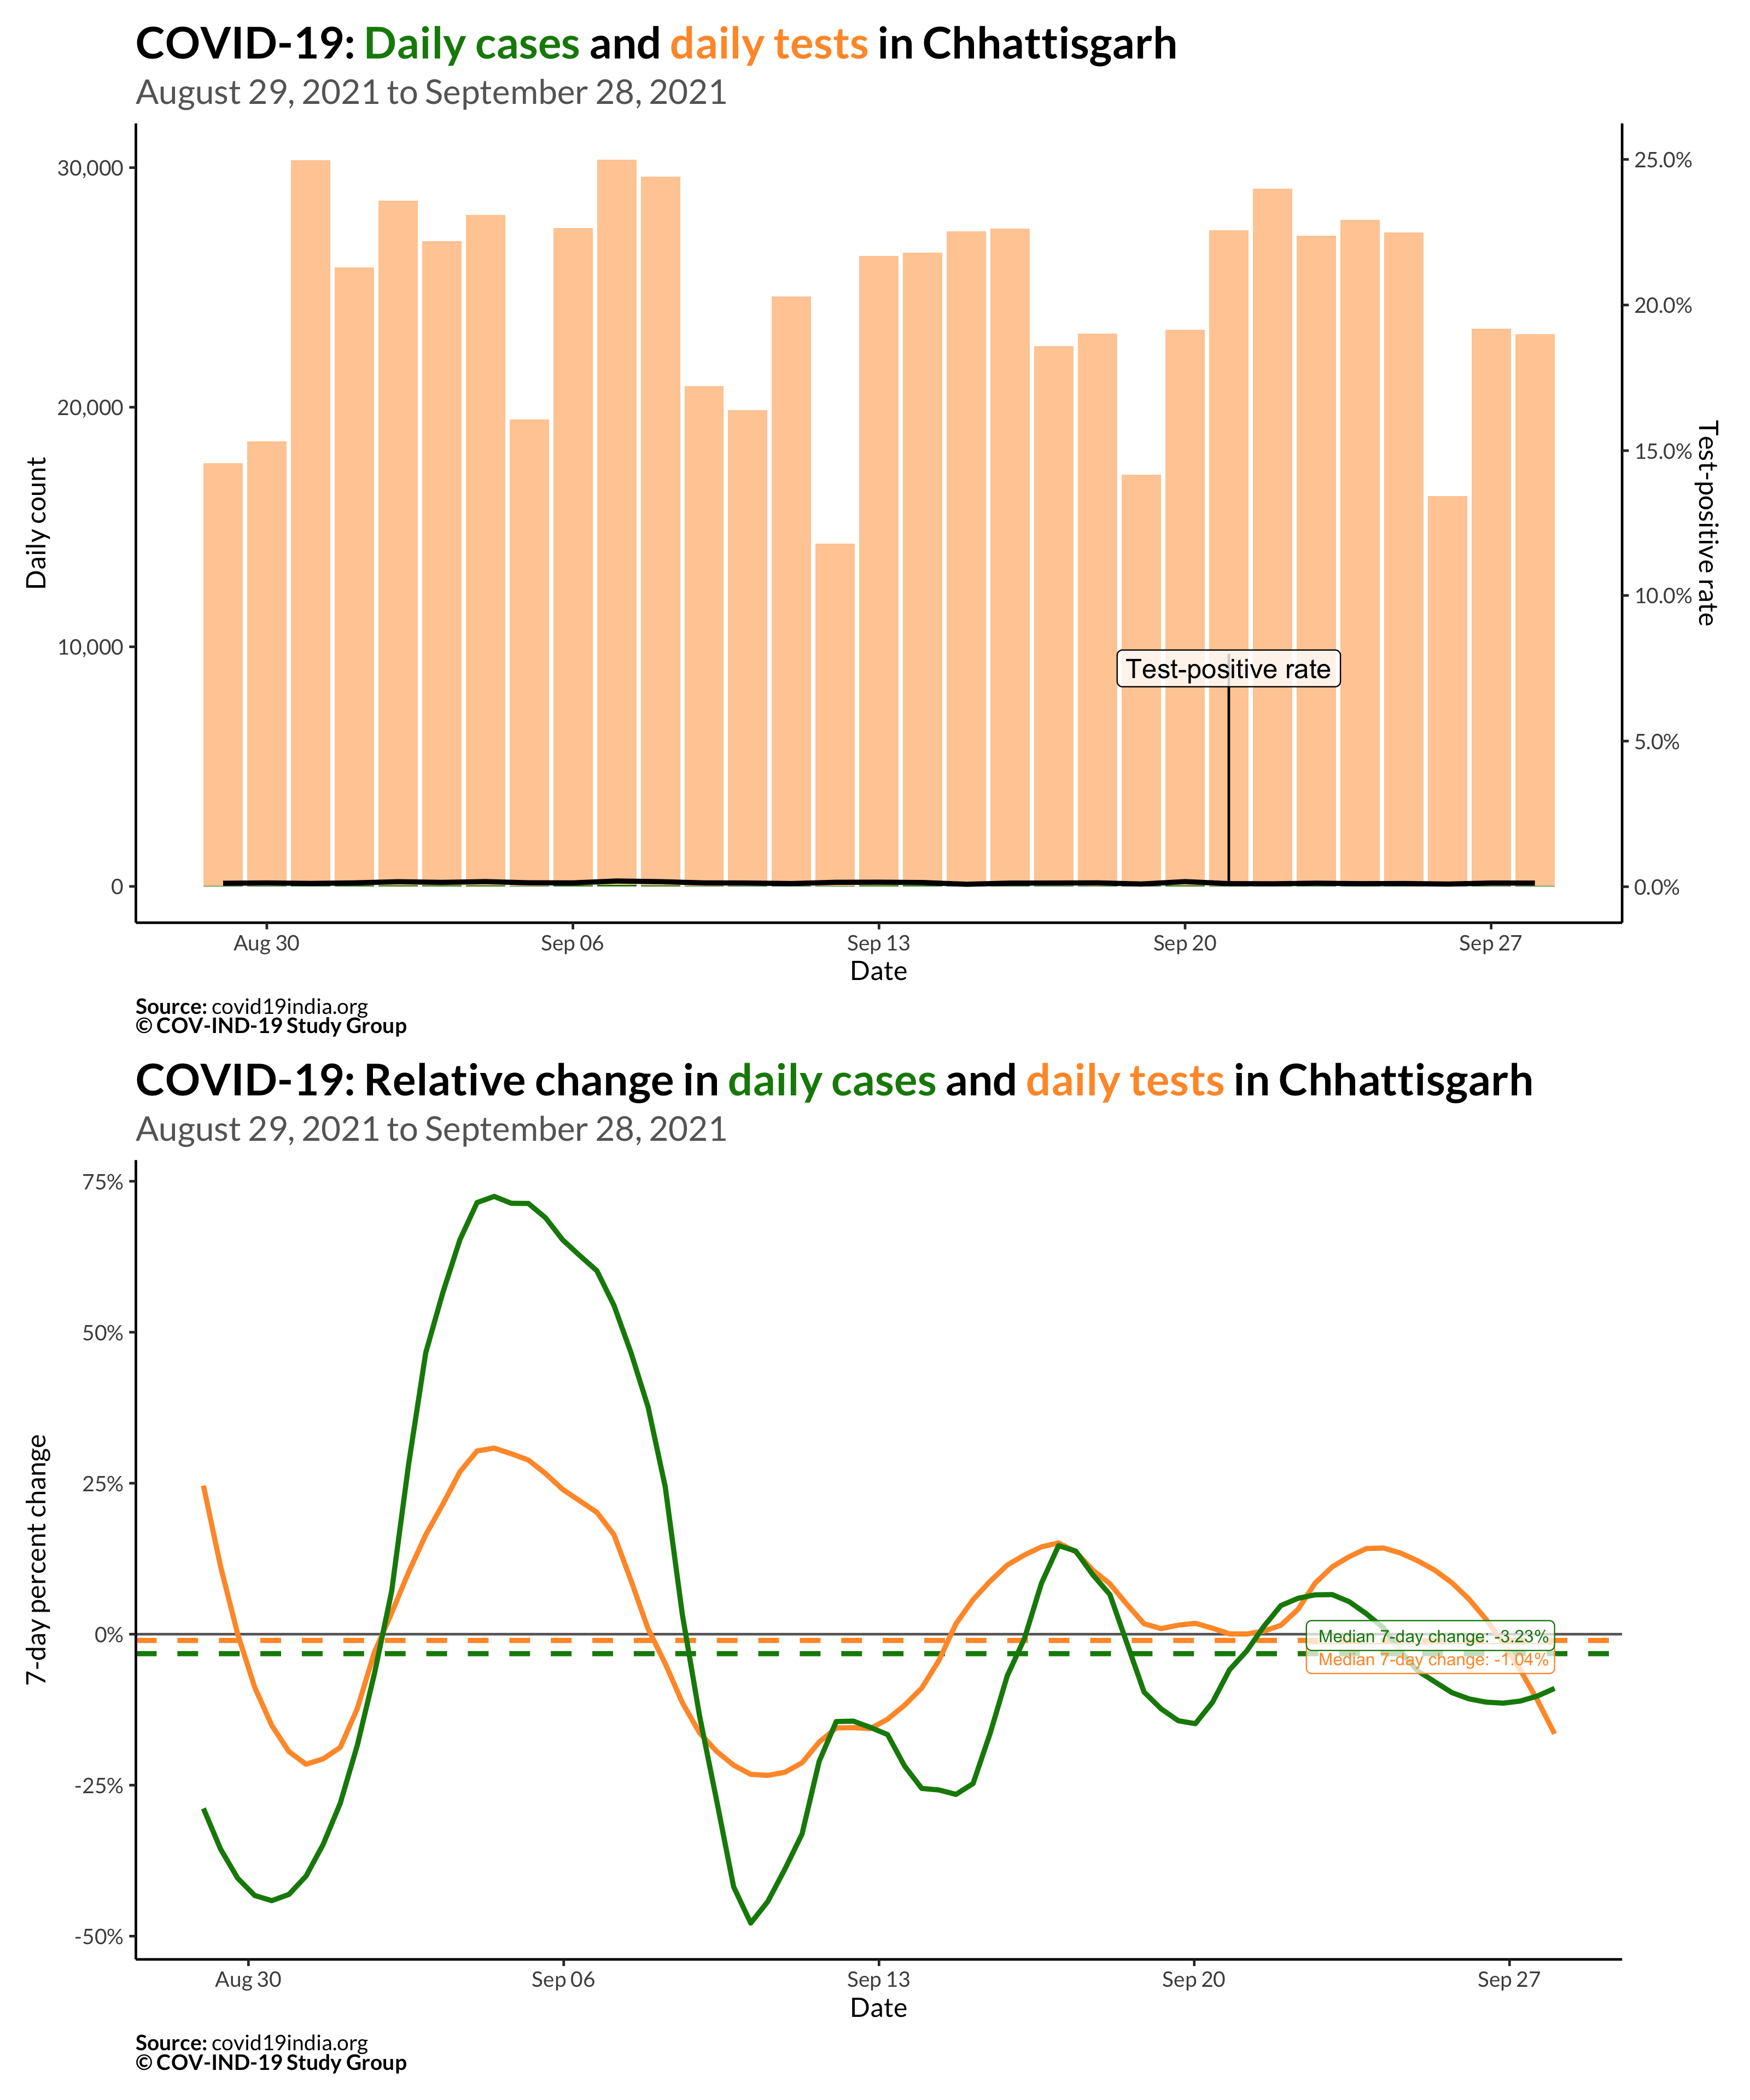 COVID-19: Daily cases and daily tests in Chhattisgarh
August 29, 2021 to September 28, 2021
30,000
20,000
10,000
0
Daily count
25.0%
20.0%
15.0%
10.0%
5.0%
0.0%
Test-positive rate
Test-positive rate
Aug 30
Sep 06
Sep 13
Sep 20
Sep 27
Date
Source: covid19india.org
© COV-IND-19 Study Group
COVID-19: Relative change in daily cases and daily tests in Chhattisgarh
August 29, 2021 to September 28, 2021
75%
50%
25%
0%
-25%
-50%
7-day percent change
Median 7-day change: -3.23%
Median 7-day change: -1.04%
Aug 30
Sep 06
Sep 13
Sep 20
Sep 27
Date
Source: covid19india.org
© COV-IND-19 Study Group